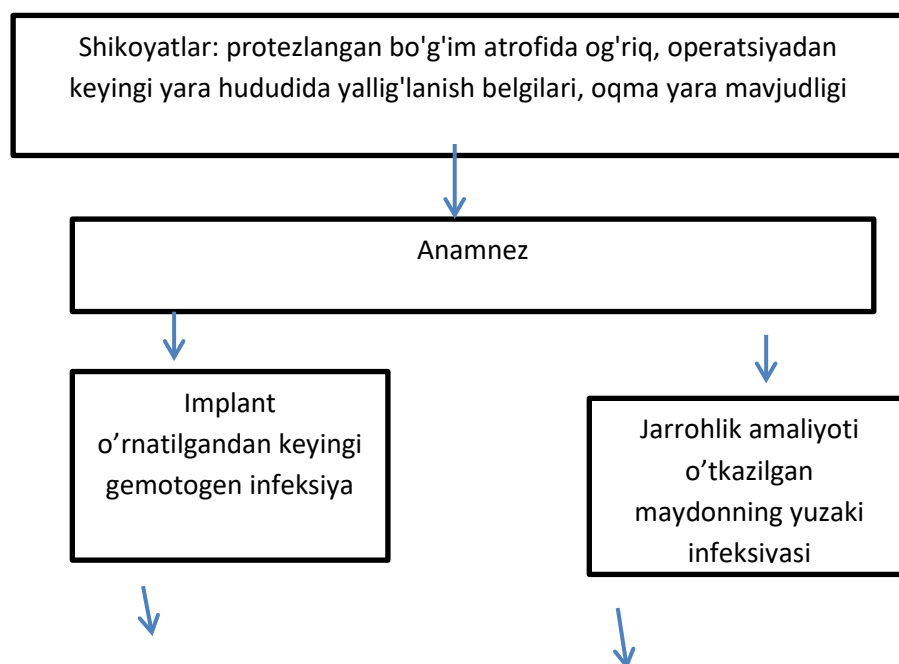 Shikoyatlar: protezlangan bo'g'im atrofida og'riq, operatsiyadan
keyingi yara hududida yallig'lanish belgilari, oqma yara mavjudligi
Anamnez
Implant
o’rnatilgandan keyingi
gemotogen infeksiya
Jarrohlik amaliyoti
o’tkazilgan
maydonning yuzaki
infeksiyasi